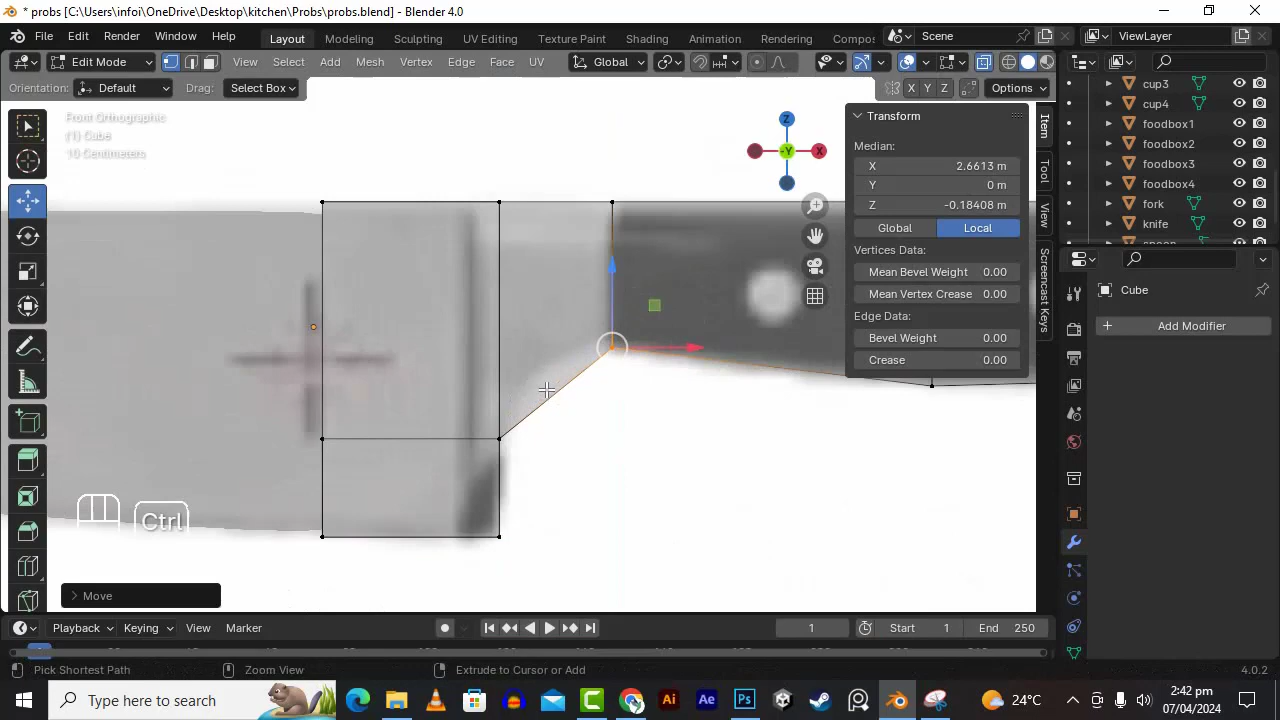 * probs [C:\Users\infoi\OneDrive\Desktop\kitchen\Probs\probs.blend] - Blender 4.0
File Edit Render Window Help
Layout Modeling Sculpting UV Editing Texture Paint Shading Animation Rendering Compos
Scene ViewLayer
Edit Mode View Select Add Mesh Vertex Edge Face UV Global
Orientation: Default Drag: Select Box X Y Z Options
Front Orthographic
(1) Cube
10 Centimeters
Z
-Y
X
Transform
Median:
X 2.6613 m
Y 0 m
Z -0.18408 m
Global Local
Vertices Data:
Mean Bevel Weight 0.00
Mean Vertex Crease 0.00
Edge Data:
Bevel Weight 0.00
Crease 0.00
Item
Tool
View
Screencast Keys
cup3
cup4
foodbox1
foodbox2
foodbox3
foodbox4
fork
knife
Cube
Add Modifier
Ctrl
Move
Playback Keying View Marker 1 Start 1 End 250
Pick Shortest Path Zoom View Extrude to Cursor or Add 4.0.2
Type here to search
Ai Ae Ps
24°C
2:42 pm
07/04/2024